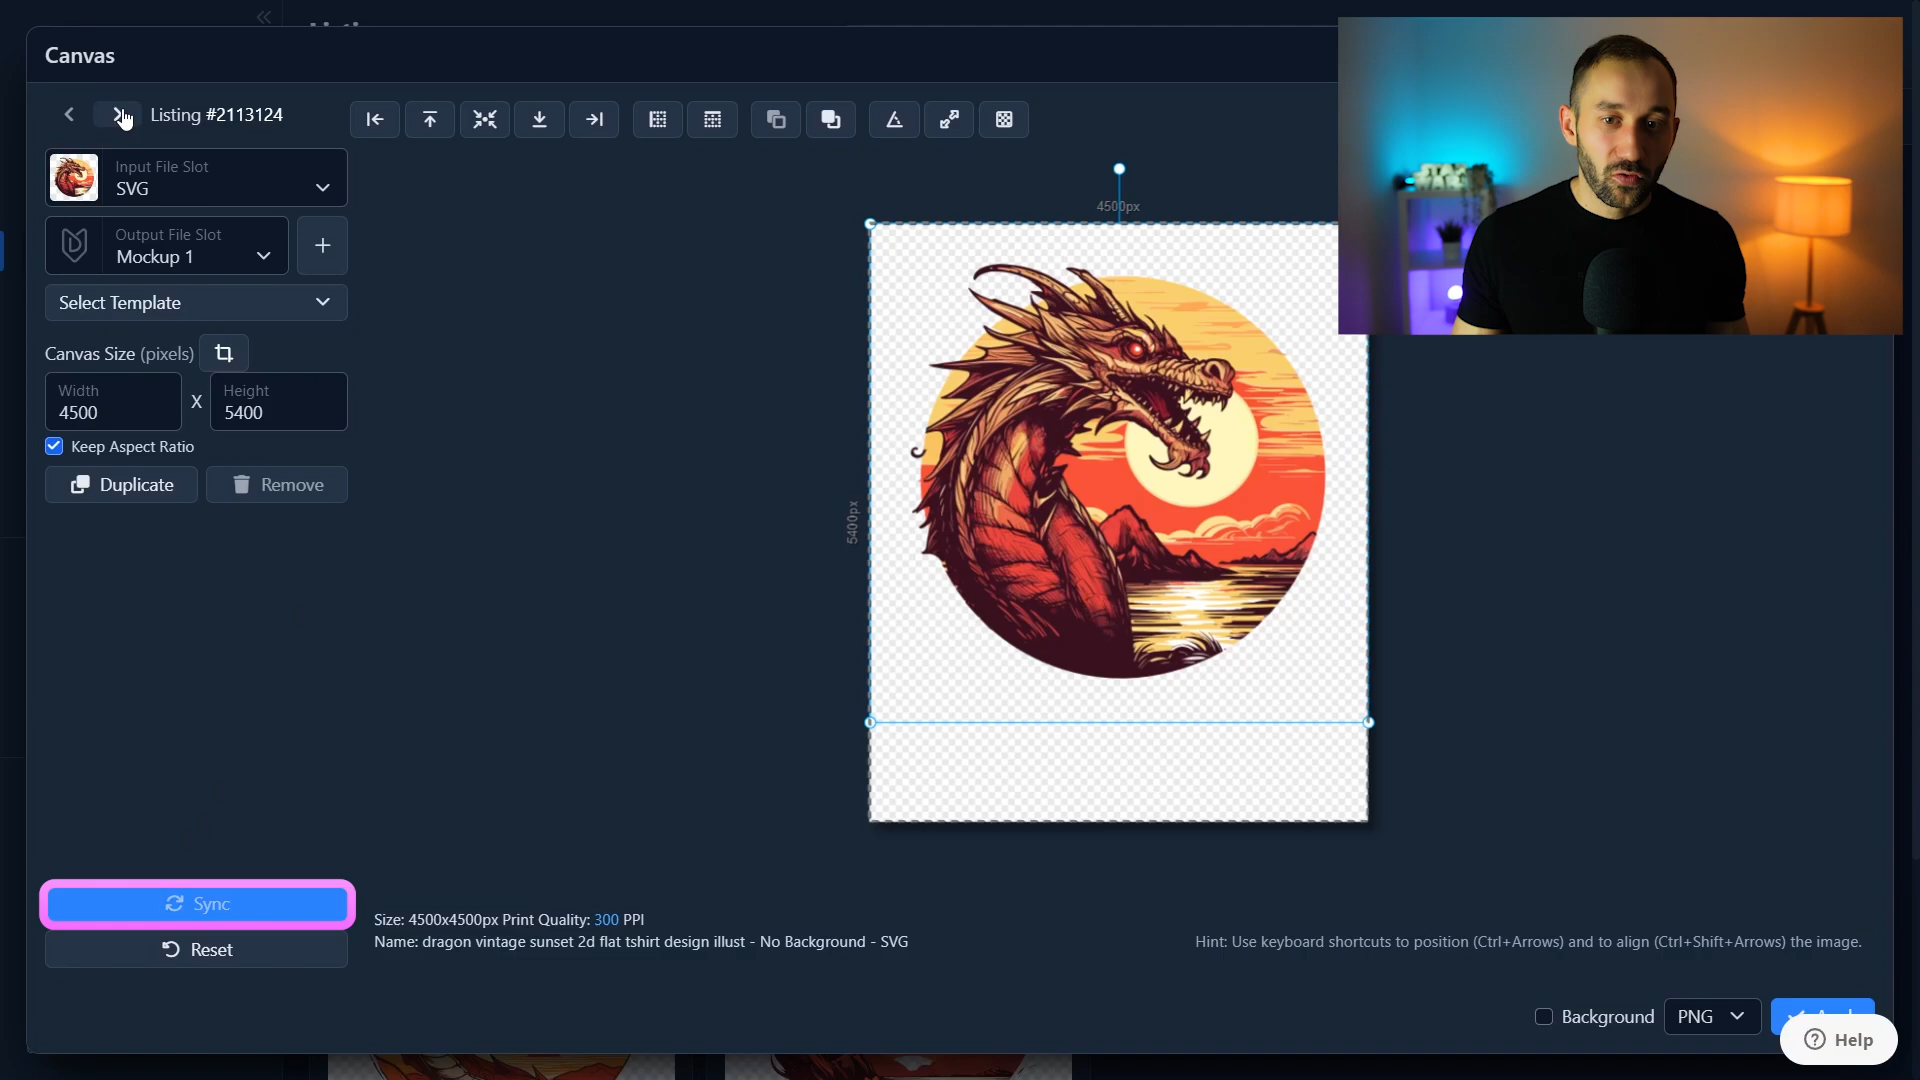 Canvas
Listing #2113124
Input File Slot
SVG
Output File Slot
Mockup 1
Select Template
Canvas Size (pixels)
Width
4500
X
Height
5400
Keep Aspect Ratio
Duplicate
Remove
4500px
5400px
Sync
Reset
Size: 4500x4500px Print Quality: 300 PPI
Name: dragon vintage sunset 2d flat tshirt design illust - No Background - SVG
Hint: Use keyboard shortcuts to position (Ctrl+Arrows) and to align (Ctrl+Shift+Arrows) the image.
Background
PNG
Help